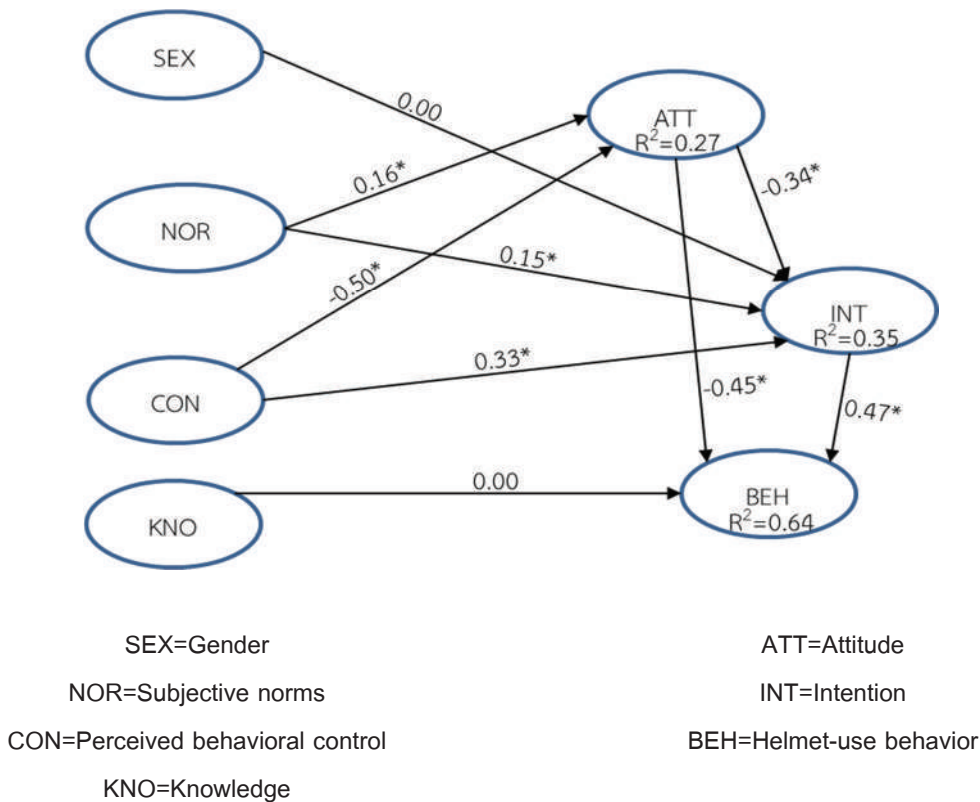 SEX
0.00
ATT
R²=0.27
0.16*
-0.34*
NOR
0.15*
-0.50*
INT
R²=0.35
0.33*
CON
-0.45*
0.47*
0.00
KNO
BEH
R²=0.64
SEX=Gender
ATT=Attitude
NOR=Subjective norms
INT=Intention
CON=Perceived behavioral control
BEH=Helmet-use behavior
KNO=Knowledge